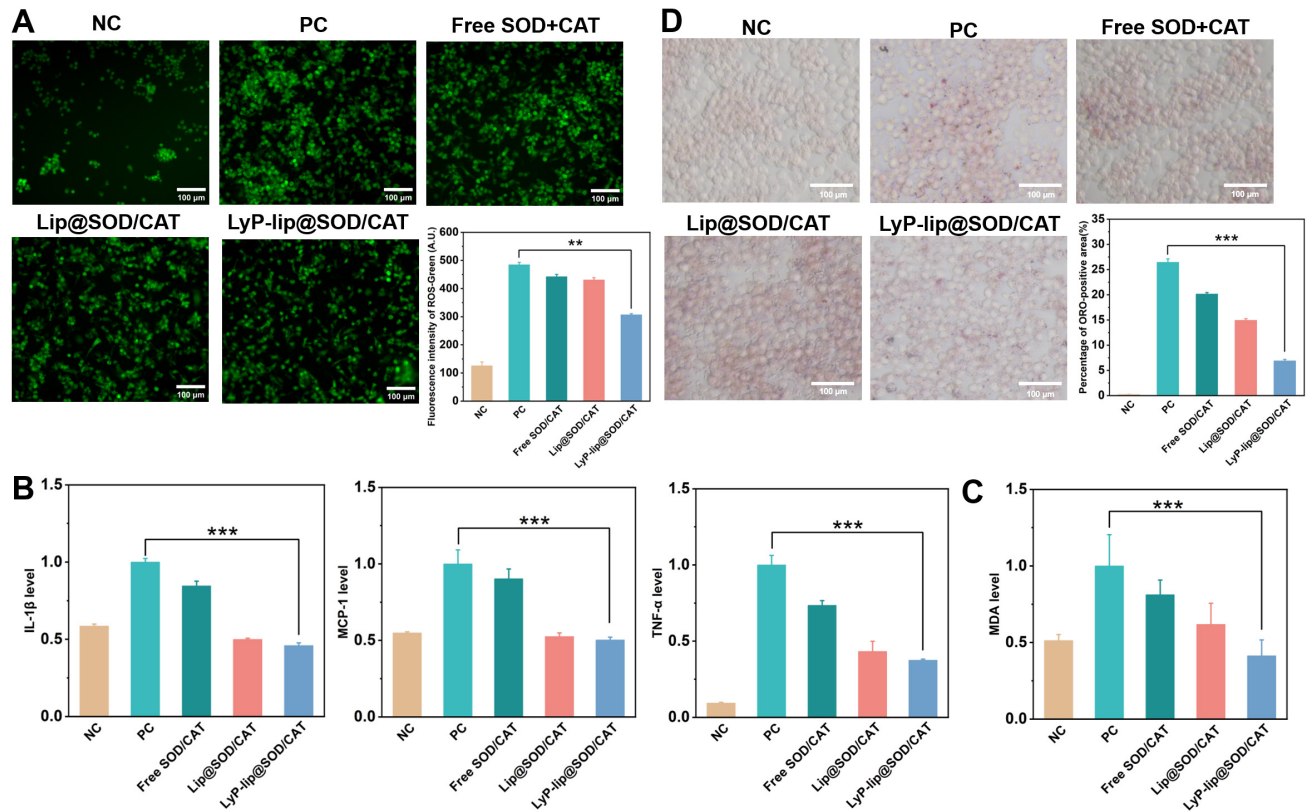 A
NC
PC
Free SOD+CAT
100 μm
100 μm
100 μm
Lip@SOD/CAT
LyP-lip@SOD/CAT
100 μm
100 μm
Fluorescence intensity of ROS-Green (A.U.)
600
500
400
300
200
100
0
**
NC
PC
Free SOD/CAT
Lip@SOD/CAT
LyP-lip@SOD/CAT
D
NC
PC
Free SOD+CAT
100 μm
100 μm
100 μm
Lip@SOD/CAT
LyP-lip@SOD/CAT
100 μm
100 μm
Percentage of ORO-positive area(%)
35
30
25
20
15
10
5
0
***
NC
PC
Free SOD/CAT
Lip@SOD/CAT
LyP-lip@SOD/CAT
B
IL-1β level
1.5
1.0
0.5
0.0
***
NC
PC
Free SOD/CAT
Lip@SOD/CAT
LyP-lip@SOD/CAT
MCP-1 level
1.5
1.0
0.5
0.0
***
NC
PC
Free SOD/CAT
Lip@SOD/CAT
LyP-lip@SOD/CAT
TNF-α level
1.5
1.0
0.5
0.0
***
NC
PC
Free SOD/CAT
Lip@SOD/CAT
LyP-lip@SOD/CAT
C
MDA level
1.5
1.0
0.5
0.0
***
NC
PC
Free SOD/CAT
Lip@SOD/CAT
LyP-lip@SOD/CAT